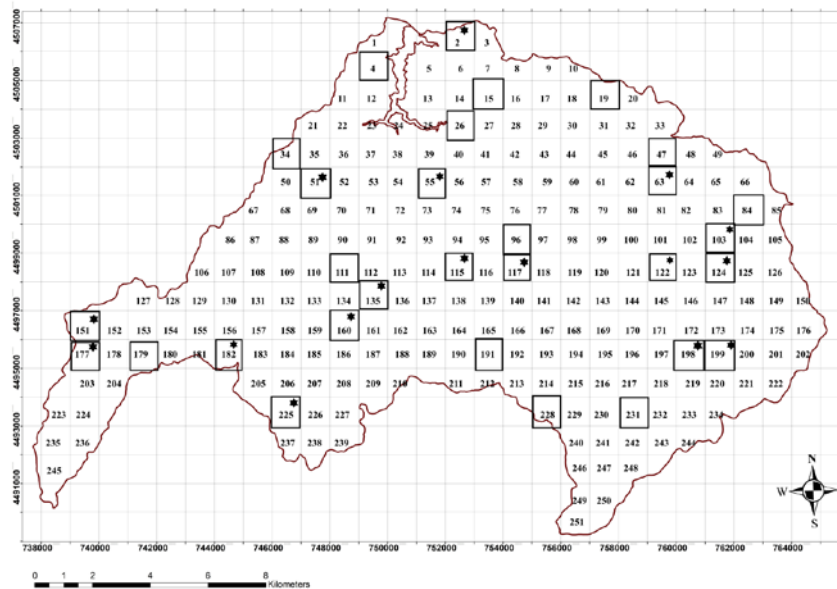 4507000
1 2 3
4 5 6 7 8 9 10
4505000
11 12 13 14 15 16 17 18 19 20
21 22 23 24 25 26 27 28 29 30 31 32 33
4503000
34 35 36 37 38 39 40 41 42 43 44 45 46 47 48 49
50 51 52 53 54 55 56 57 58 59 60 61 62 63 64 65 66
4501000
67 68 69 70 71 72 73 74 75 76 77 78 79 80 81 82 83 84 85
86 87 88 89 90 91 92 93 94 95 96 97 98 99 100 101 102 103 104 105
4499000
106 107 108 109 110 111 112 113 114 115 116 117 118 119 120 121 122 123 124 125 126
127 128 129 130 131 132 133 134 135 136 137 138 139 140 141 142 143 144 145 146 147 148 149 150
4497000
151 152 153 154 155 156 157 158 159 160 161 162 163 164 165 166 167 168 169 170 171 172 173 174 175 176
177 178 179 180 181 182 183 184 185 186 187 188 189 190 191 192 193 194 195 196 197 198 199 200 201 202
4495000
203 204 205 206 207 208 209 210 211 212 213 214 215 216 217 218 219 220 221 222
223 224 225 226 227 228 229 230 231 232 233 234
4493000
235 236 237 238 239 240 241 242 243 244
245 246 247 248
4491000
249 250
251
N
W
S
738000 740000 742000 744000 746000 748000 750000 752000 754000 756000 758000 760000 762000 764000
0 1 2 4 6 8
Kilometers